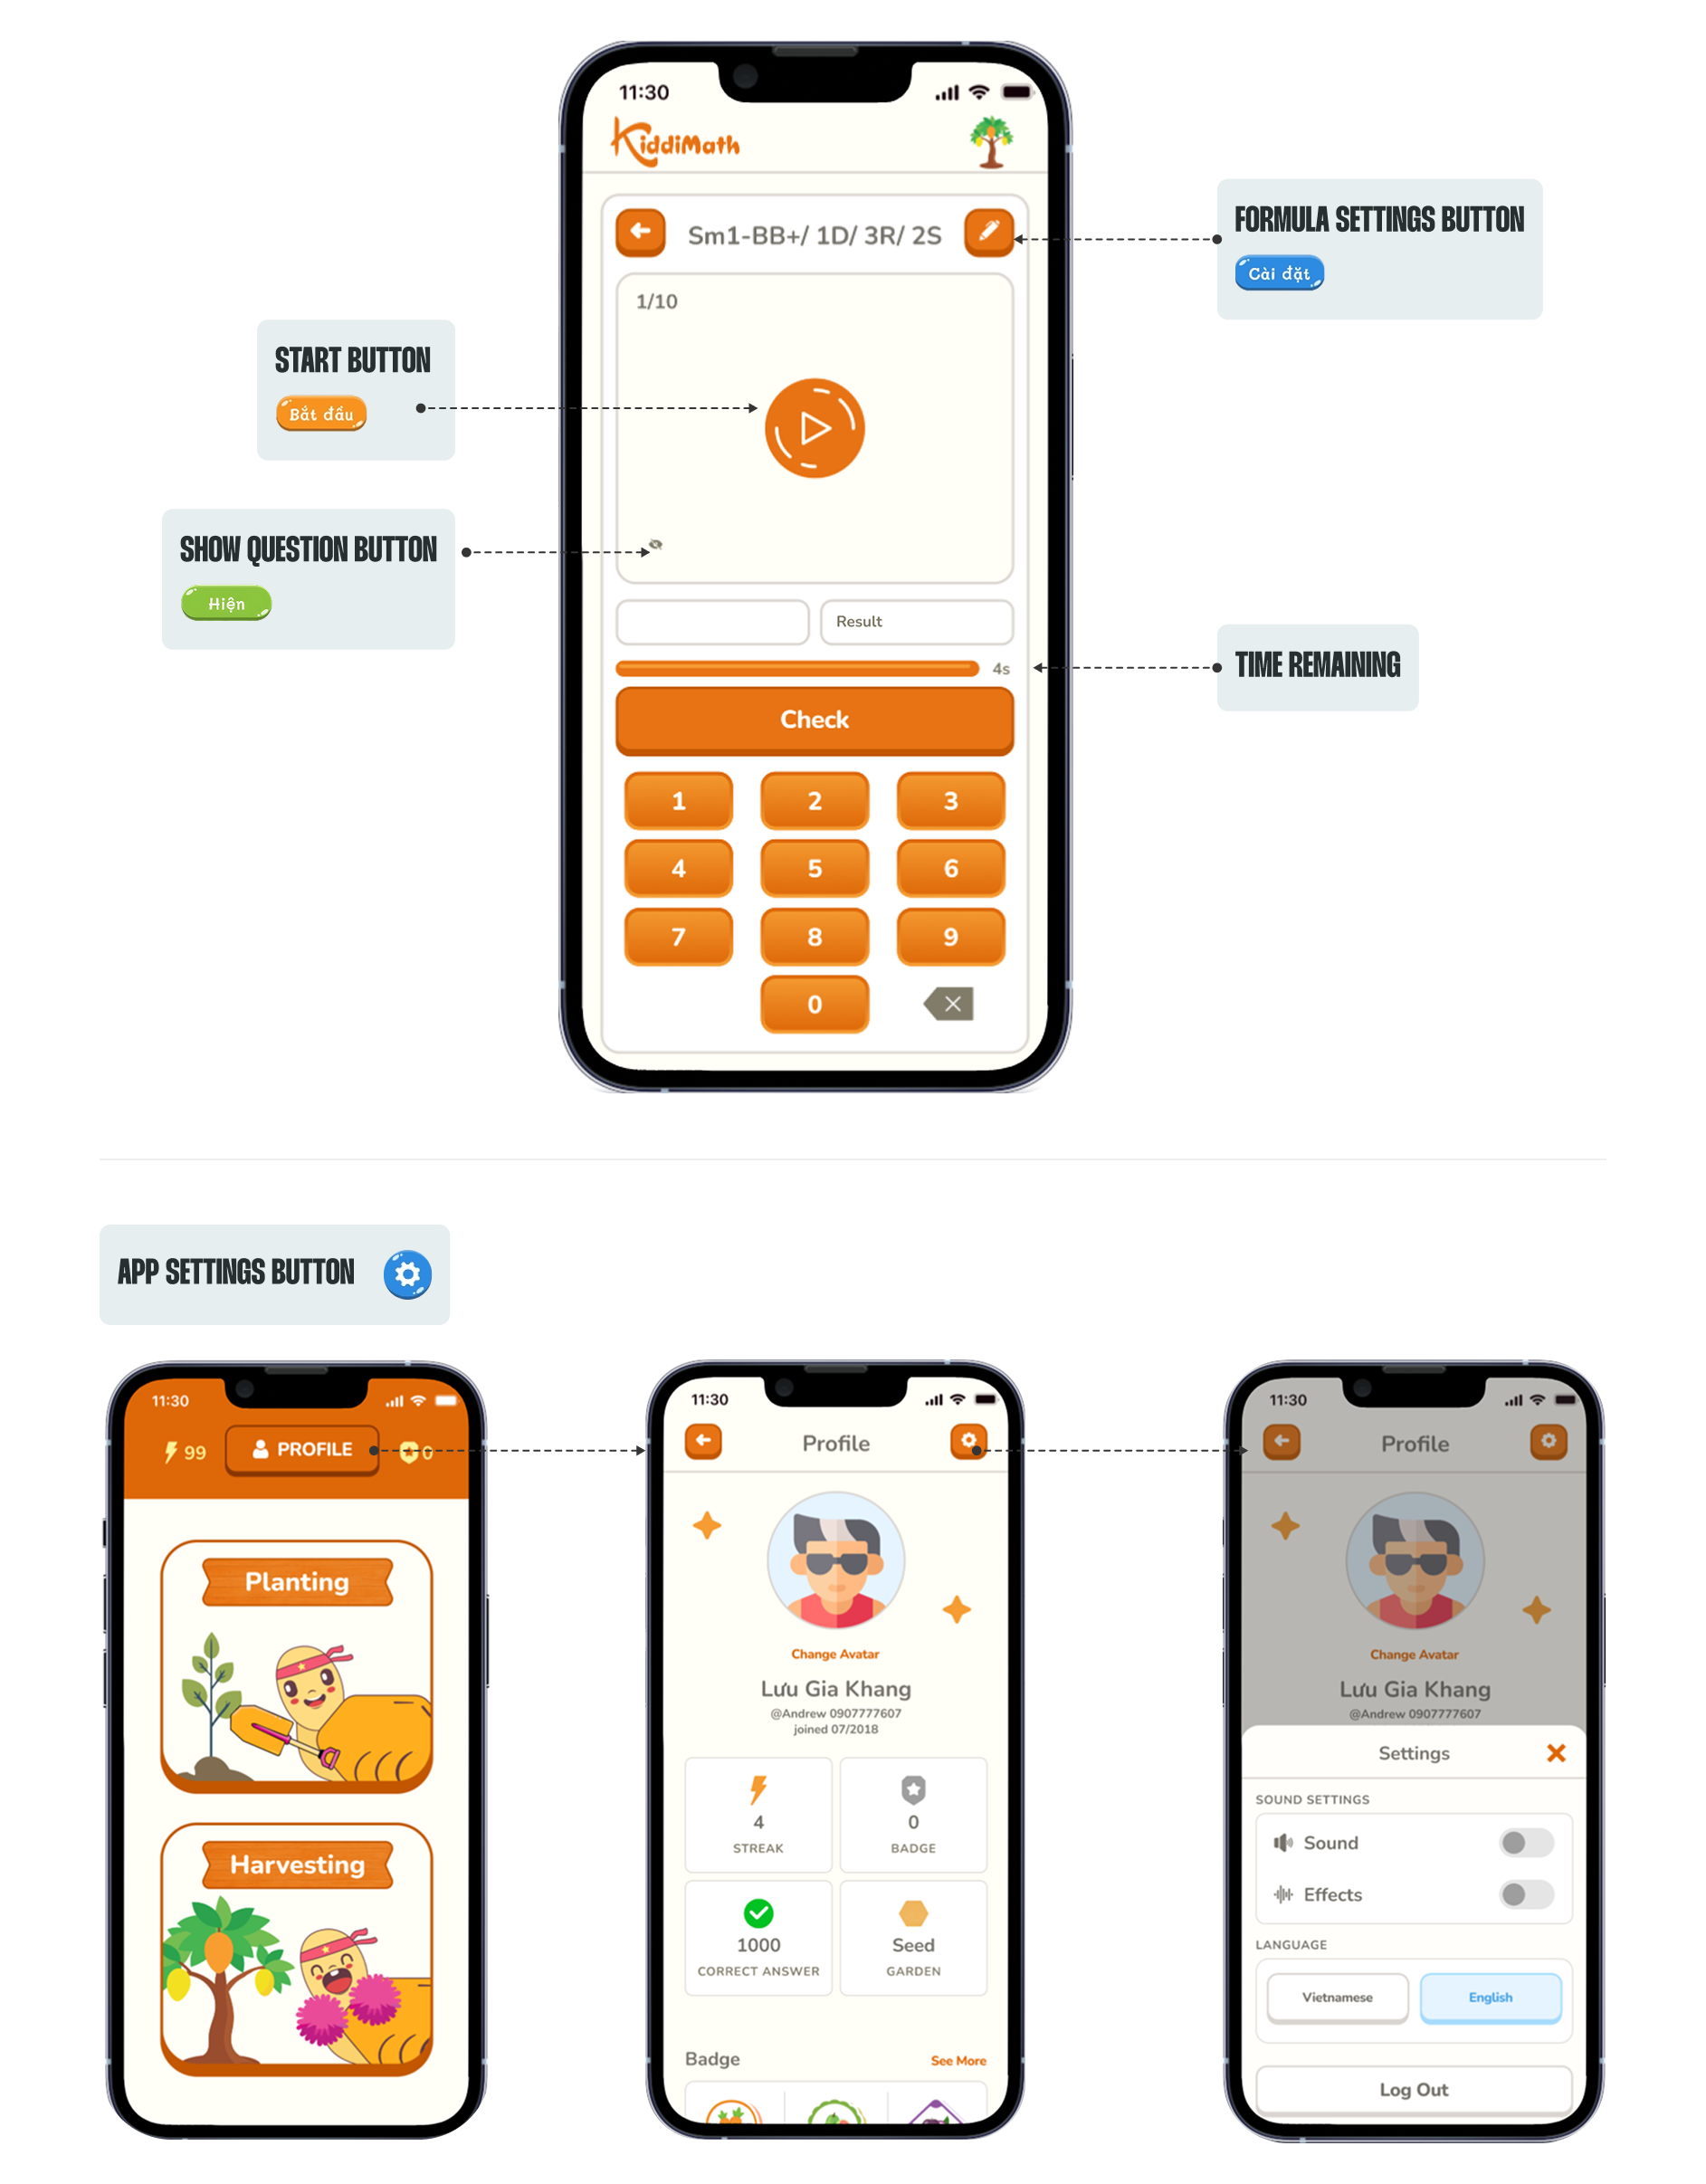 11:30
KiddiMath
FORMULA SETTINGS BUTTON
Cài đặt
Sm1-BB+/ 1D/ 3R/ 2S
1/10
START BUTTON
Bắt đầu
SHOW QUESTION BUTTON
Hiện
Result
TIME REMAINING
4s
Check
1 2 3
4 5 6
7 8 9
0
APP SETTINGS BUTTON
11:30
99
PROFILE
0
Planting
Harvesting
11:30
Profile
Change Avatar
Lưu Gia Khang
@Andrew 0907777607
joined 07/2018
4
STREAK
0
BADGE
1000
CORRECT ANSWER
Seed
GARDEN
Badge
See More
11:30
Profile
Change Avatar
Lưu Gia Khang
@Andrew 0907777607
Settings
SOUND SETTINGS
Sound
Effects
LANGUAGE
Vietnamese
English
Log Out